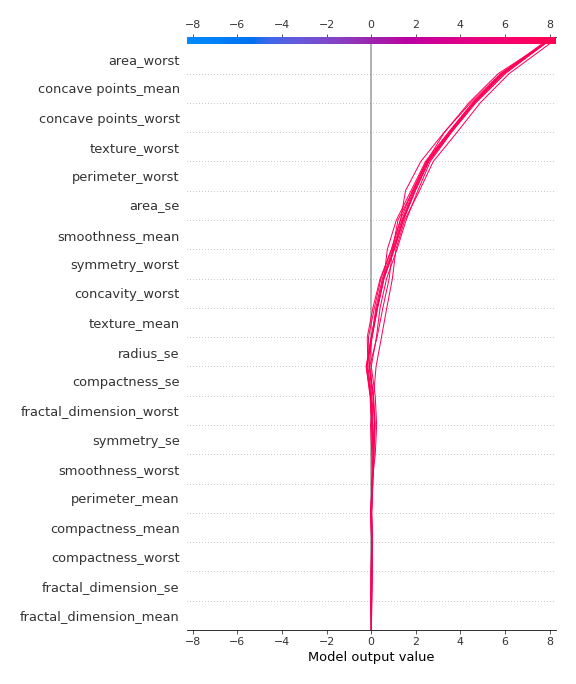 −8 −6 −4 −2 0 2 4 6 8
area_worst
concave points_mean
concave points_worst
texture_worst
perimeter_worst
area_se
smoothness_mean
symmetry_worst
concavity_worst
texture_mean
radius_se
compactness_se
fractal_dimension_worst
symmetry_se
smoothness_worst
perimeter_mean
compactness_mean
compactness_worst
fractal_dimension_se
fractal_dimension_mean
−8 −6 −4 −2 0 2 4 6 8
Model output value